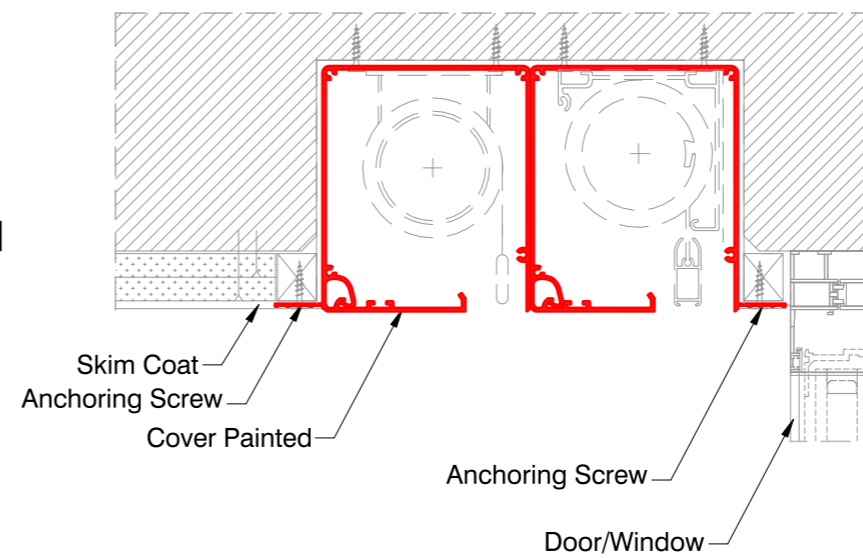 Skim Coat
Anchoring Screw
Cover Painted
Anchoring Screw
Door/Window